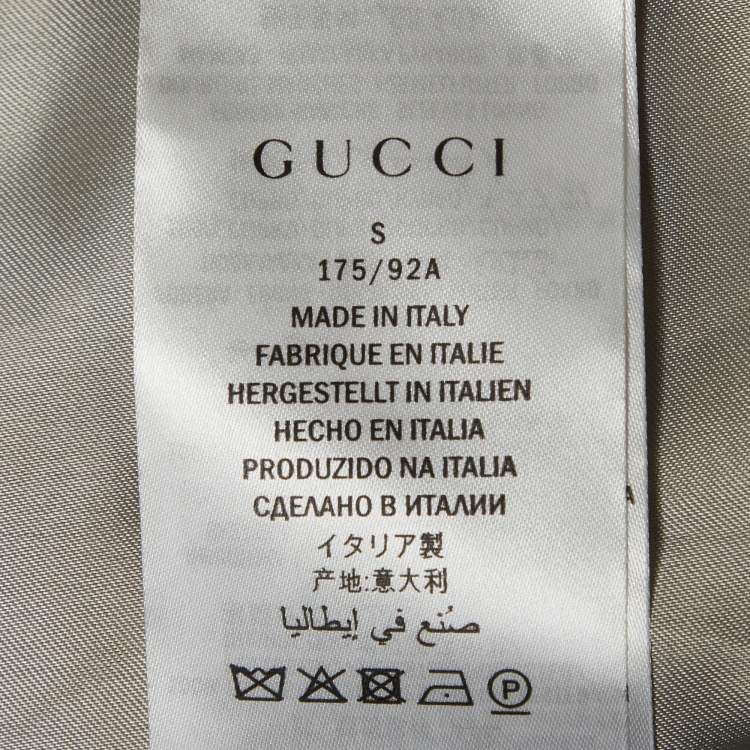 GUCCI
S
175/92A
MADE IN ITALY
FABRIQUE EN ITALIE
HERGESTELLT IN ITALIEN
HECHO EN ITALIA
PRODUZIDO NA ITALIA
СДЕЛАНО В ИТАЛИИ
イタリア製
产地:意大利
صُنع في إيطاليا
P